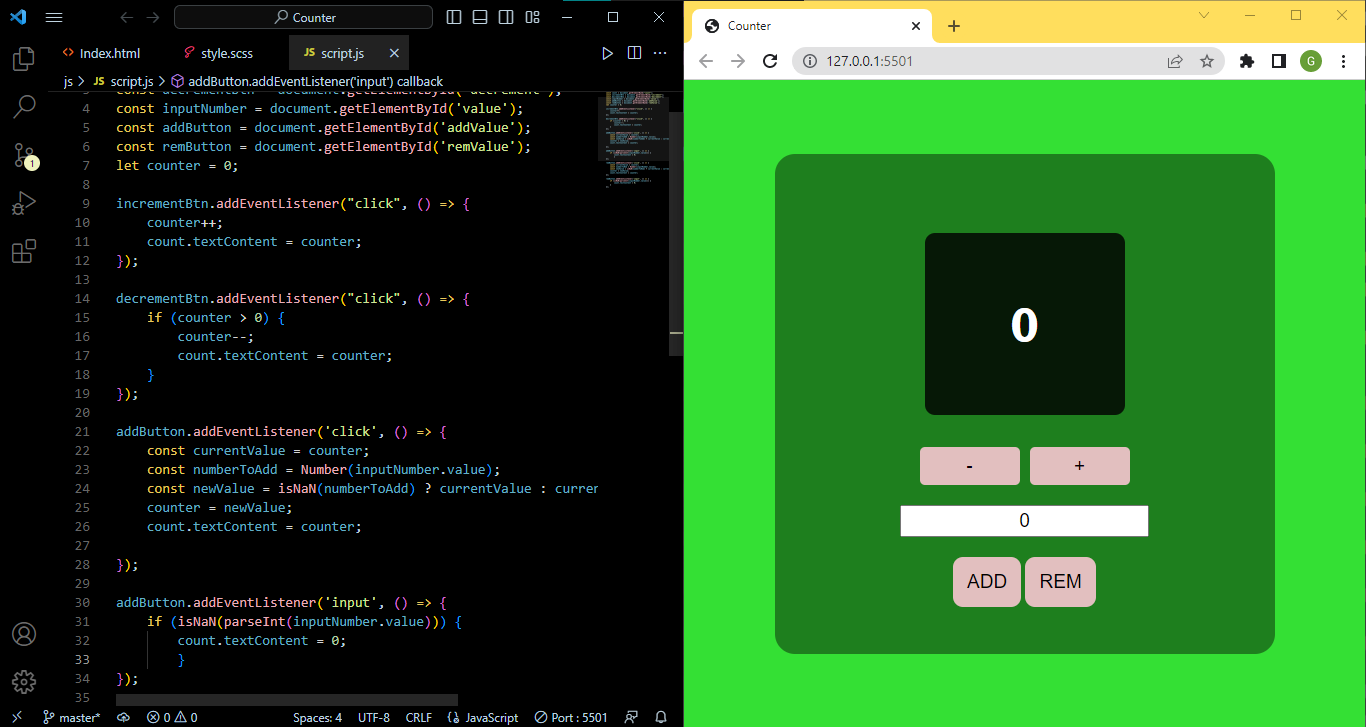 Counter
Index.html
style.scss
JS script.js
js > JS script.js > addButton.addEventListener('input') callback
4 const inputNumber = document.getElementById('value');
5 const addButton = document.getElementById('addValue');
6 const remButton = document.getElementById('remValue');
7 let counter = 0;
8
9 incrementBtn.addEventListener("click", () => {
10 counter++;
11 count.textContent = counter;
12 });
13
14 decrementBtn.addEventListener("click", () => {
15 if (counter > 0) {
16 counter--;
17 count.textContent = counter;
18 }
19 });
20
21 addButton.addEventListener('click', () => {
22 const currentValue = counter;
23 const numberToAdd = Number(inputNumber.value);
24 const newValue = isNaN(numberToAdd) ? currentValue : curren
25 counter = newValue;
26 count.textContent = counter;
27
28 });
29
30 addButton.addEventListener('input', () => {
31 if (isNaN(parseInt(inputNumber.value))) {
32 count.textContent = 0;
33 }
34 });
35
1
master*
0 0
Spaces: 4
UTF-8
CRLF
{} JavaScript
Port : 5501
Counter
127.0.0.1:5501
G
0
-
+
0
ADD
REM